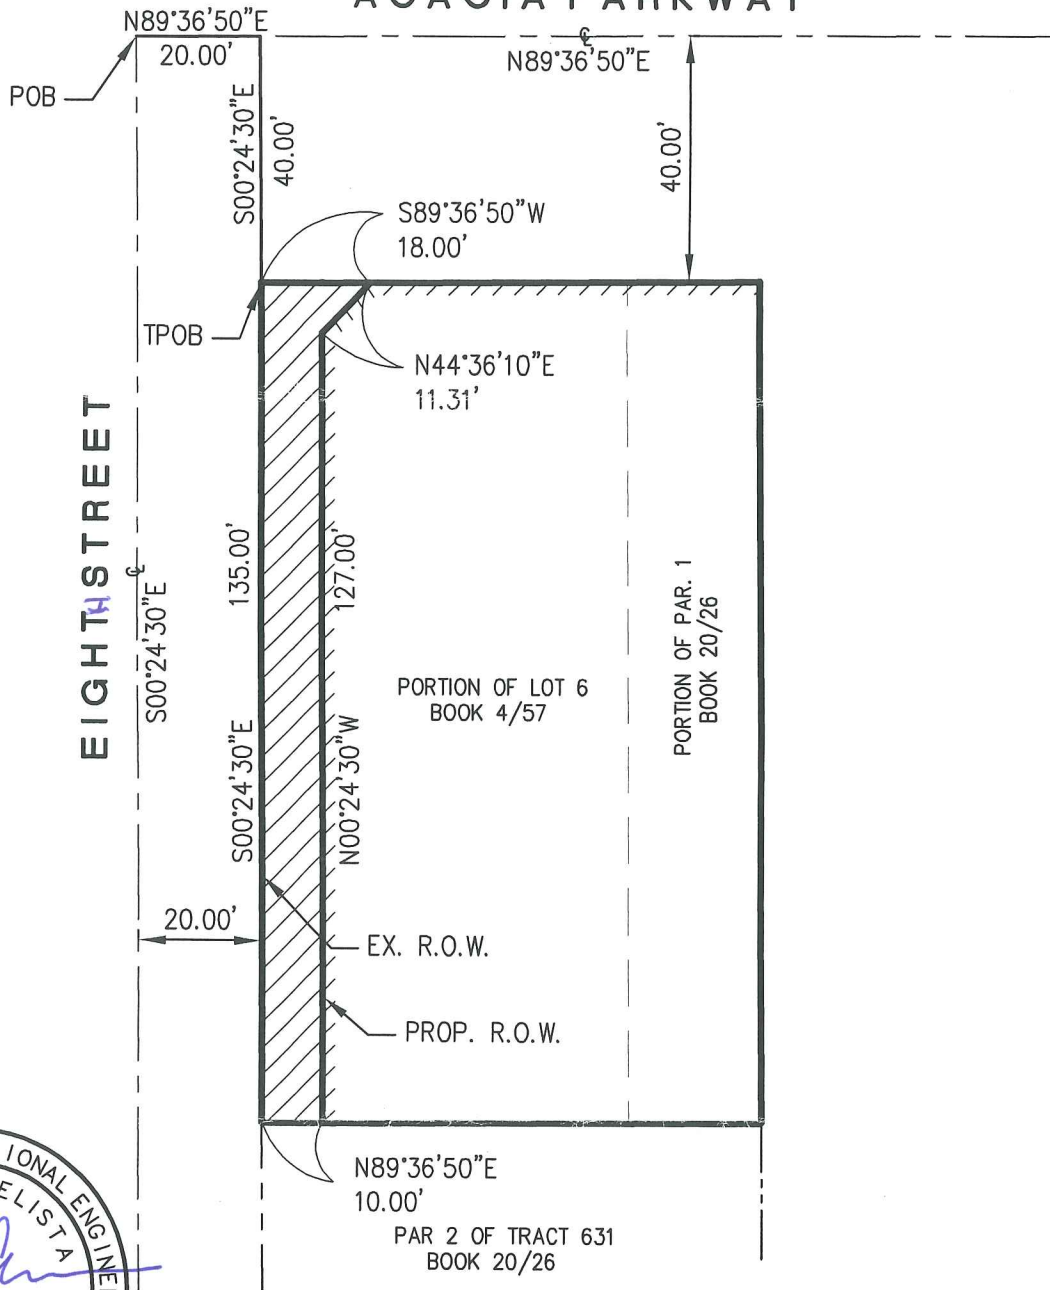 ACACIA PARKWAY
N89°36'50"E
20.00'
℄
N89°36'50"E
POB
S00°24'30"E
40.00'
40.00'
S89°36'50"W
18.00'
TPOB
N44°36'10"E
11.31'
EIGHTH STREET
℄
S00°24'30"E
135.00'
S00°24'30"E
127.00'
N00°24'30"W
PORTION OF LOT 6
BOOK 4/57
PORTION OF PAR. 1
BOOK 20/26
20.00'
EX. R.O.W.
PROP. R.O.W.
N89°36'50"E
10.00'
PAR 2 OF TRACT 631
BOOK 20/26